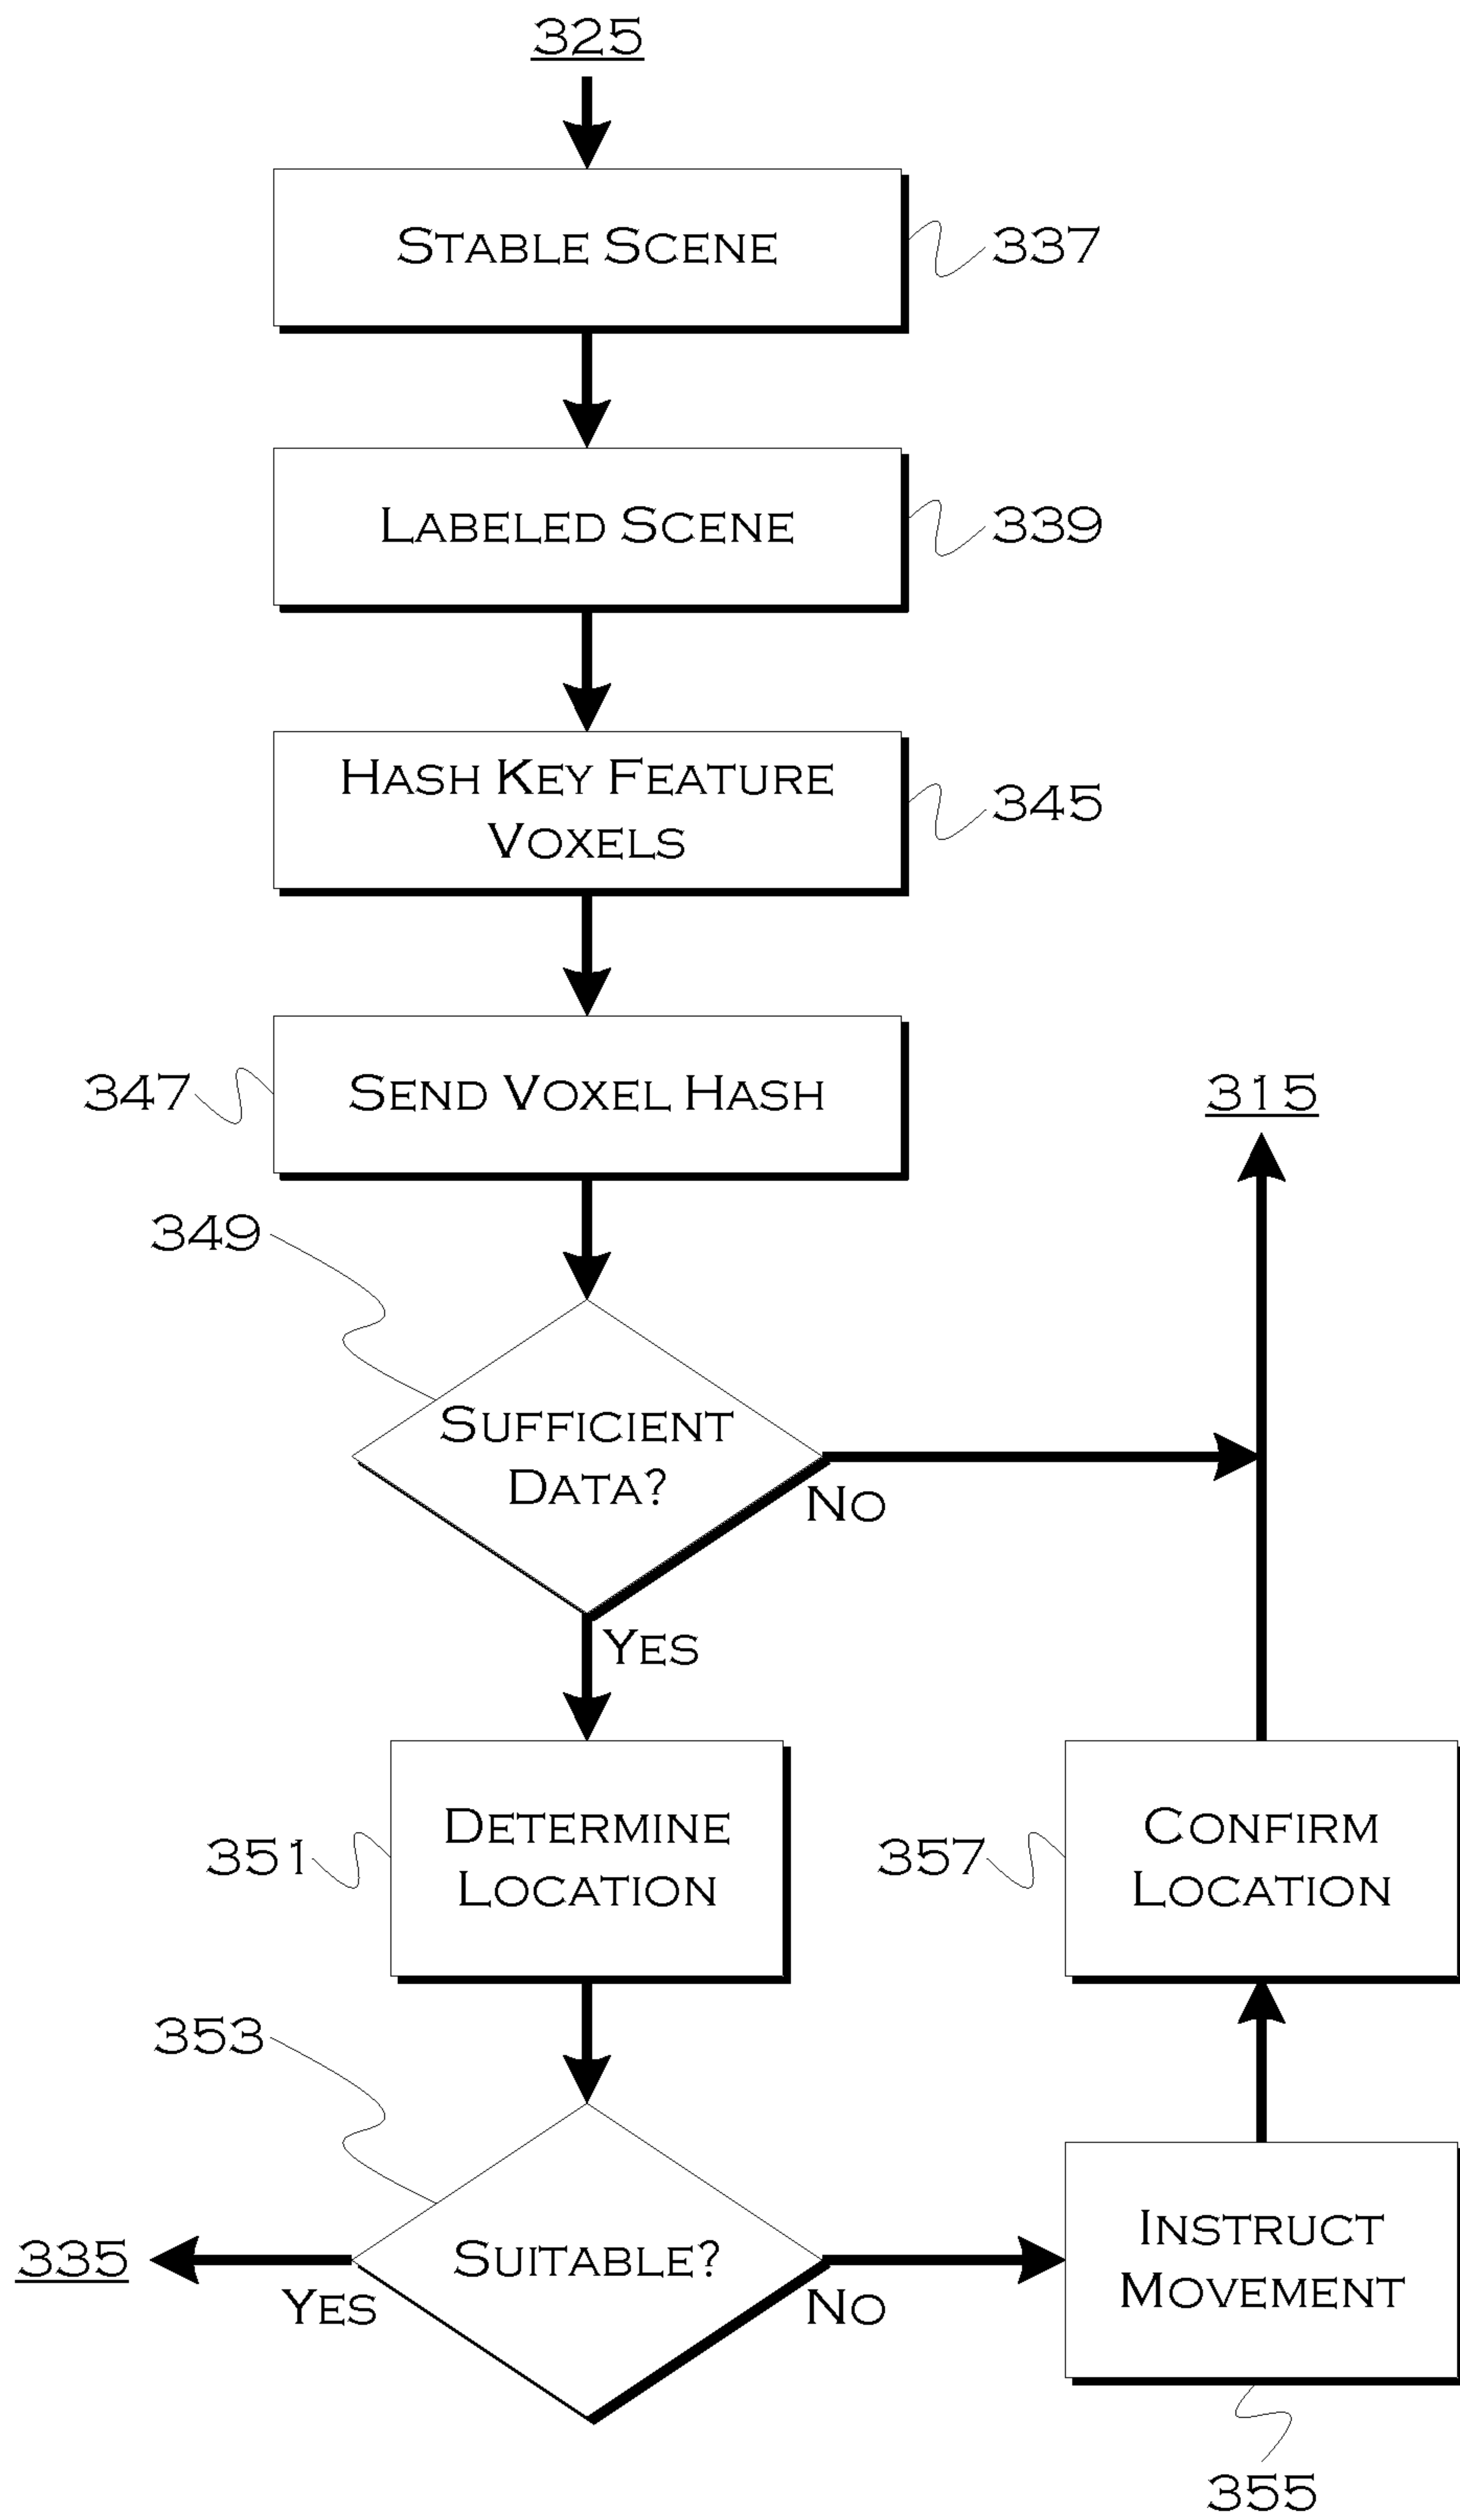 325
STABLE SCENE
337
LABELED SCENE
339
HASH KEY FEATURE
VOXELS
345
347
SEND VOXEL HASH
315
349
SUFFICIENT
DATA?
NO
YES
351
DETERMINE
LOCATION
357
CONFIRM
LOCATION
353
335
SUITABLE?
YES
NO
INSTRUCT
MOVEMENT
355